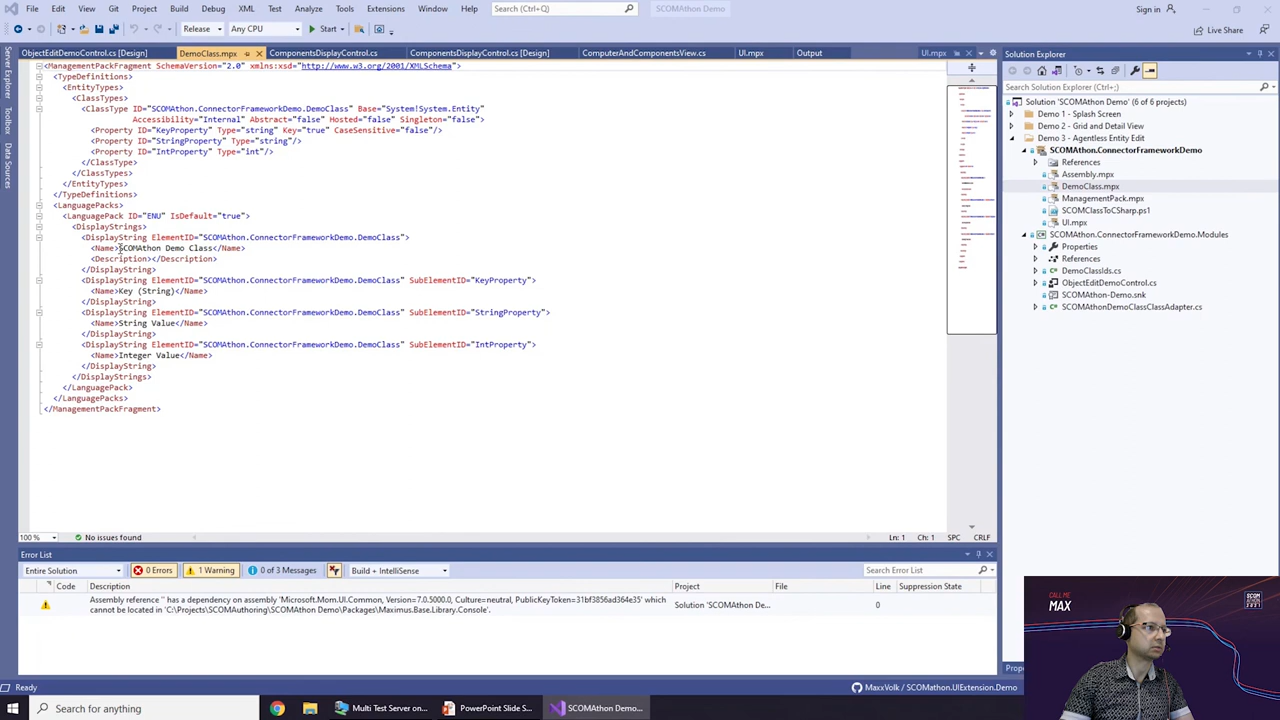 File Edit View Git Project Build Debug XML Test Analyze Tools Extensions Window Help Search (Ctrl+Q) SCOMAthon Demo Sign in
Release Any CPU Start Live Share
Server Explorer
Toolbox
Data Sources
ObjectEditDemoControl.cs [Design] DemoClass.mpx ComponentsDisplayControl.cs ComponentsDisplayControl.cs [Design] ComputerAndComponentsView.cs UI.mpx Output UI.mpx
<ManagementPackFragment SchemaVersion="2.0" xmlns:xsd="http://www.w3.org/2001/XMLSchema">
<TypeDefinitions>
<EntityTypes>
<ClassTypes>
<ClassType ID="SCOMAthon.ConnectorFrameworkDemo.DemoClass" Base="System!System.Entity"
Accessibility="Internal" Abstract="false" Hosted="false" Singleton="false">
<Property ID="KeyProperty" Type="string" Key="true" CaseSensitive="false"/>
<Property ID="StringProperty" Type="string"/>
<Property ID="IntProperty" Type="int"/>
</ClassType>
</ClassTypes>
</EntityTypes>
</TypeDefinitions>
<LanguagePacks>
<LanguagePack ID="ENU" IsDefault="true">
<DisplayStrings>
<DisplayString ElementID="SCOMAthon.ConnectorFrameworkDemo.DemoClass">
<Name>SCOMAthon Demo Class</Name>
<Description></Description>
</DisplayString>
<DisplayString ElementID="SCOMAthon.ConnectorFrameworkDemo.DemoClass" SubElementID="KeyProperty">
<Name>Key (String)</Name>
</DisplayString>
<DisplayString ElementID="SCOMAthon.ConnectorFrameworkDemo.DemoClass" SubElementID="StringProperty">
<Name>String Value</Name>
</DisplayString>
<DisplayString ElementID="SCOMAthon.ConnectorFrameworkDemo.DemoClass" SubElementID="IntProperty">
<Name>Integer Value</Name>
</DisplayString>
</DisplayStrings>
</LanguagePack>
</LanguagePacks>
</ManagementPackFragment>
100 % No issues found Ln: 1 Ch: 1 SPC CRLF
Solution Explorer
Search Solution Explorer (Ctrl+;)
Solution 'SCOMAthon Demo' (6 of 6 projects)
Demo 1 - Splash Screen
Demo 2 - Grid and Detail View
Demo 3 - Agentless Entity Edit
SCOMAthon.ConnectorFrameworkDemo
References
Assembly.mpx
DemoClass.mpx
ManagementPack.mpx
SCOMClassToCSharp.ps1
UI.mpx
SCOMAthon.ConnectorFrameworkDemo.Modules
Properties
References
DemoClassIds.cs
ObjectEditDemoControl.cs
SCOMAthon-Demo.snk
SCOMAthonDemoClassClassAdapter.cs
Error List
Entire Solution 0 Errors 1 Warning 0 of 3 Messages Build + IntelliSense Search Error List
Code Description Project File Line Suppression State
Assembly reference '' has a dependency on assembly 'Microsoft.Mom.UI.Common, Version=7.0.5000.0, Culture=neutral, PublicKeyToken=31bf3856ad364e35' which Solution 'SCOMAthon De... 0
cannot be located in 'C:\Projects\SCOMAuthoring\SCOMAthon Demo\Packages\Maximus.Base.Library.Console'.
CALL ME
MAX
Prope
Ready MaxxVolk / SCOMathon.UIExtension.Demo
Search for anything Multi Test Server on... PowerPoint Slide S... SCOMAthon Demo...